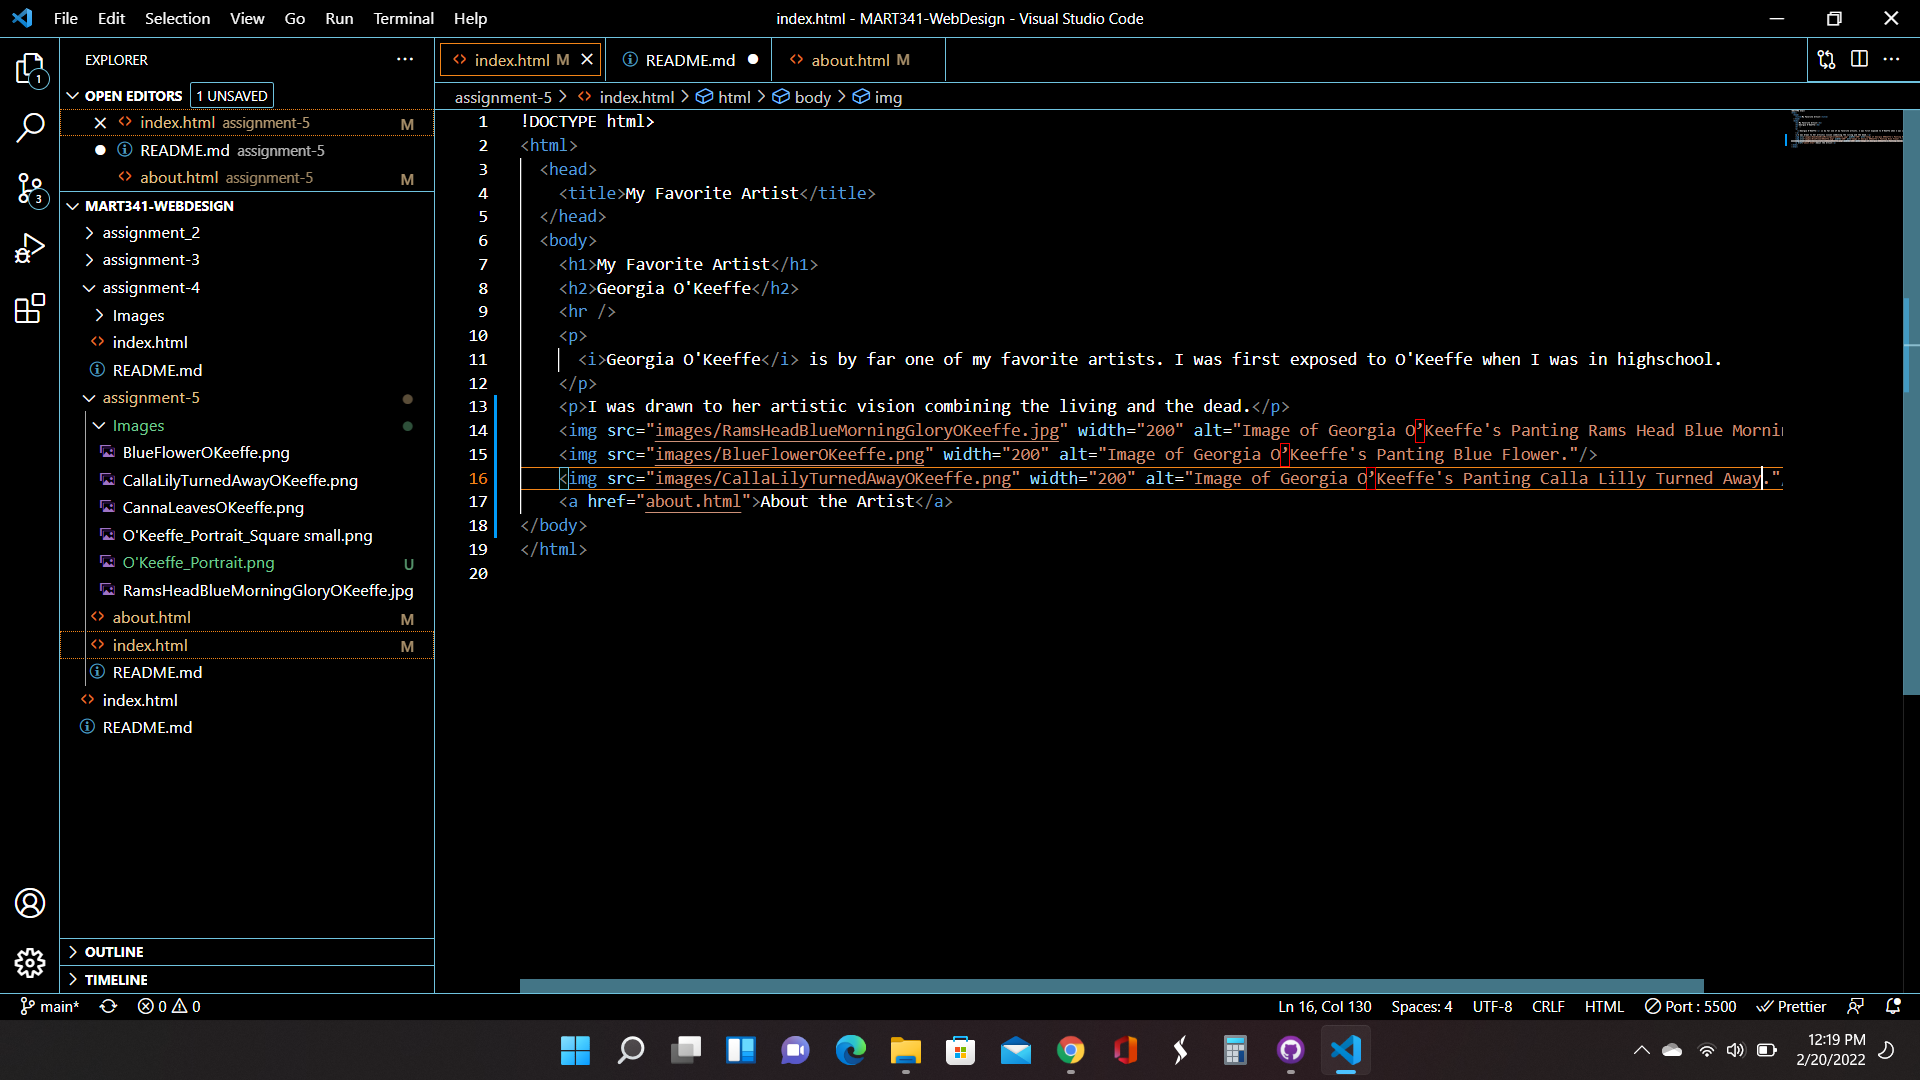 File Edit Selection View Go Run Terminal Help
index.html - MART341-WebDesign - Visual Studio Code
EXPLORER
index.html M
README.md
about.html M
OPEN EDITORS 1 UNSAVED
assignment-5 > index.html > html > body > img
index.html assignment-5 M
README.md assignment-5
about.html assignment-5 M
MART341-WEBDESIGN
assignment_2
assignment-3
assignment-4
Images
index.html
README.md
assignment-5
Images
BlueFlowerOKeeffe.png
CallaLilyTurnedAwayOKeeffe.png
CannaLeavesOKeeffe.png
O'Keeffe_Portrait_Square small.png
O'Keeffe_Portrait.png U
RamsHeadBlueMorningGloryOKeeffe.jpg
about.html M
index.html M
README.md
index.html
README.md
OUTLINE
TIMELINE
1 !DOCTYPE html>
2 <html>
3 <head>
4 <title>My Favorite Artist</title>
5 </head>
6 <body>
7 <h1>My Favorite Artist</h1>
8 <h2>Georgia O'Keeffe</h2>
9 <hr />
10 <p>
11 <i>Georgia O'Keeffe</i> is by far one of my favorite artists. I was first exposed to O'Keeffe when I was in highschool.
12 </p>
13 <p>I was drawn to her artistic vision combining the living and the dead.</p>
14 <img src="images/RamsHeadBlueMorningGloryOKeeffe.jpg" width="200" alt="Image of Georgia O’Keeffe's Panting Rams Head Blue Mornin
15 <img src="images/BlueFlowerOKeeffe.png" width="200" alt="Image of Georgia O’Keeffe's Panting Blue Flower."/>
16 <img src="images/CallaLilyTurnedAwayOKeeffe.png" width="200" alt="Image of Georgia O’Keeffe's Panting Calla Lilly Turned Away."/
17 <a href="about.html">About the Artist</a>
18 </body>
19 </html>
20
1
3
main* 0 0
Ln 16, Col 130 Spaces: 4 UTF-8 CRLF HTML Port : 5500 Prettier
12:19 PM
2/20/2022